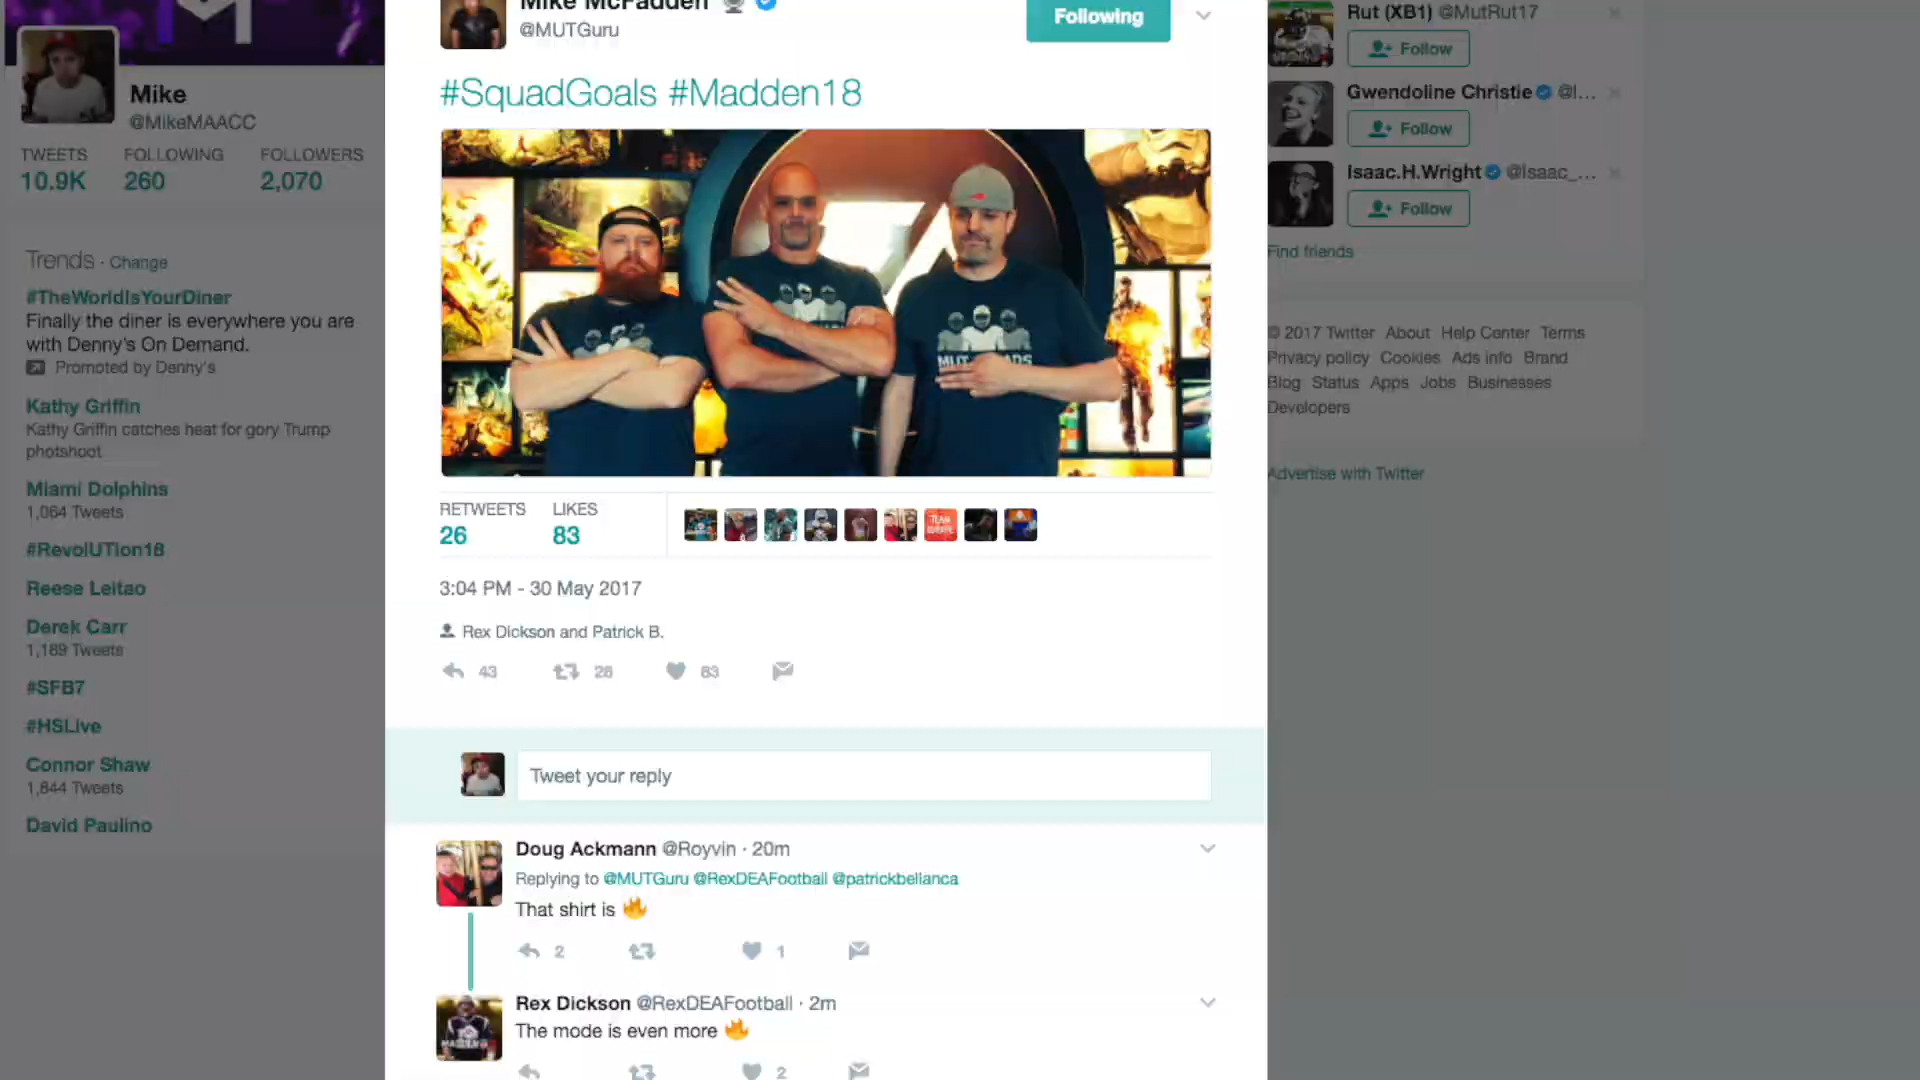 Mike
@MikeMAACC
TWEETS FOLLOWING FOLLOWERS
10.9K 260 2,070
Trends · Change
#TheWorldIsYourDiner
Finally the diner is everywhere you are
with Denny's On Demand.
Promoted by Denny's
Kathy Griffin
Kathy Griffin catches heat for gory Trump
photshoot
Miami Dolphins
1,064 Tweets
#RevolUTion18
Reese Leitao
Derek Carr
1,189 Tweets
#SFB7
#HSLive
Connor Shaw
1,844 Tweets
David Paulino
Mike McFadden
@MUTGuru
Following
#SquadGoals #Madden18
MUT
RETWEETS LIKES
26 83
TEAM
3:04 PM - 30 May 2017
Rex Dickson and Patrick B.
43 26 83
Tweet your reply
Doug Ackmann @Royvin · 20m
Replying to @MUTGuru @RexDEAFootball @patrickbellanca
That shirt is 🔥
2 1
Rex Dickson @RexDEAFootball · 2m
The mode is even more 🔥
2
Rut (XB1) @MutRut17
Follow
Gwendoline Christie @I...
Follow
Isaac.H.Wright @Isaac_...
Follow
Find friends
© 2017 Twitter About Help Center Terms
Privacy policy Cookies Ads info Brand
Blog Status Apps Jobs Businesses
Developers
Advertise with Twitter